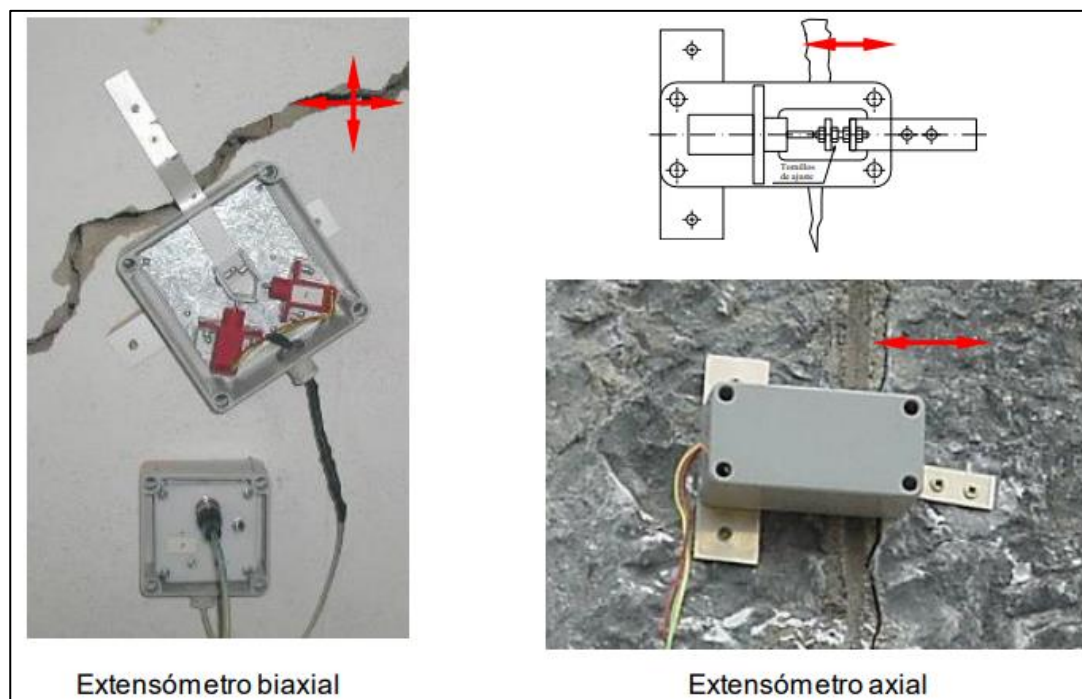 Tornillos
de ajuste
Extensómetro biaxial
Extensómetro axial